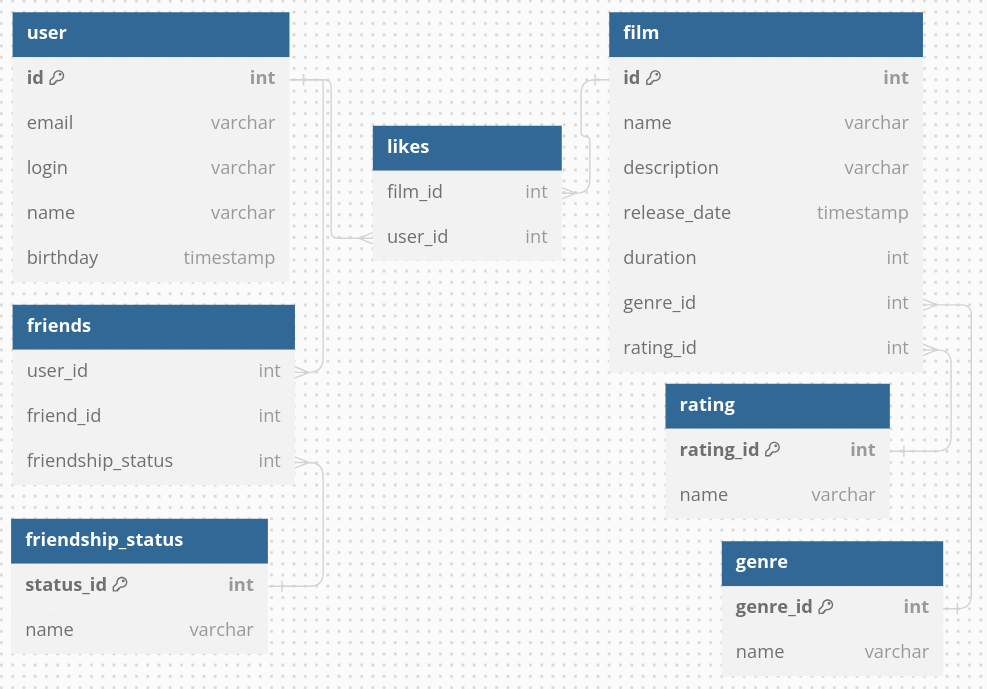 user
id int
email varchar
login varchar
name varchar
birthday timestamp
friends
user_id int
friend_id int
friendship_status int
friendship_status
status_id int
name varchar
likes
film_id int
user_id int
film
id int
name varchar
description varchar
release_date timestamp
duration int
genre_id int
rating_id int
rating
rating_id int
name varchar
genre
genre_id int
name varchar